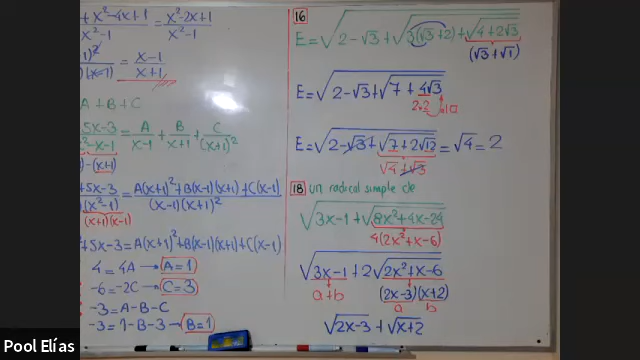 + x²-4x+1 / x²-1 = x²-2x+1 / x²-1
1)² / )(x-1) = x-1 / x+1
A+B+C
5x-3 / x²-x-1 = A/(x-1) + B/(x+1) + C/(x+1)²
)-(x+1)
+5x-3 / (x²-1) = A(x+1)²+B(x-1)(x+1)+C(x-1) / (x-1)(x+1)²
(x+1)(x-1)
+5x-3=A(x+1)²+B(x-1)(x+1)+C(x-1)
4=4A → A=1
-6=-2C → C=3
-3=A-B-C
-3=1-B-3 → B=1
16
E=√(2-√3+√(3(√3+2)+√(4+2√3)))
(√3+√1)
E=√(2-√3+√(7+4√3))
2·2
E=√(2-√3+√(7+2√12))=√4=2
√4+√3
18 un radical simple de
√(3x-1+√(8x²+4x-24))
4(2x²+x-6)
√(3x-1+2√(2x²+x-6))
a+b (2x-3)(x+2)
a b
√(2x-3)+√(x+2)
Pool Elías